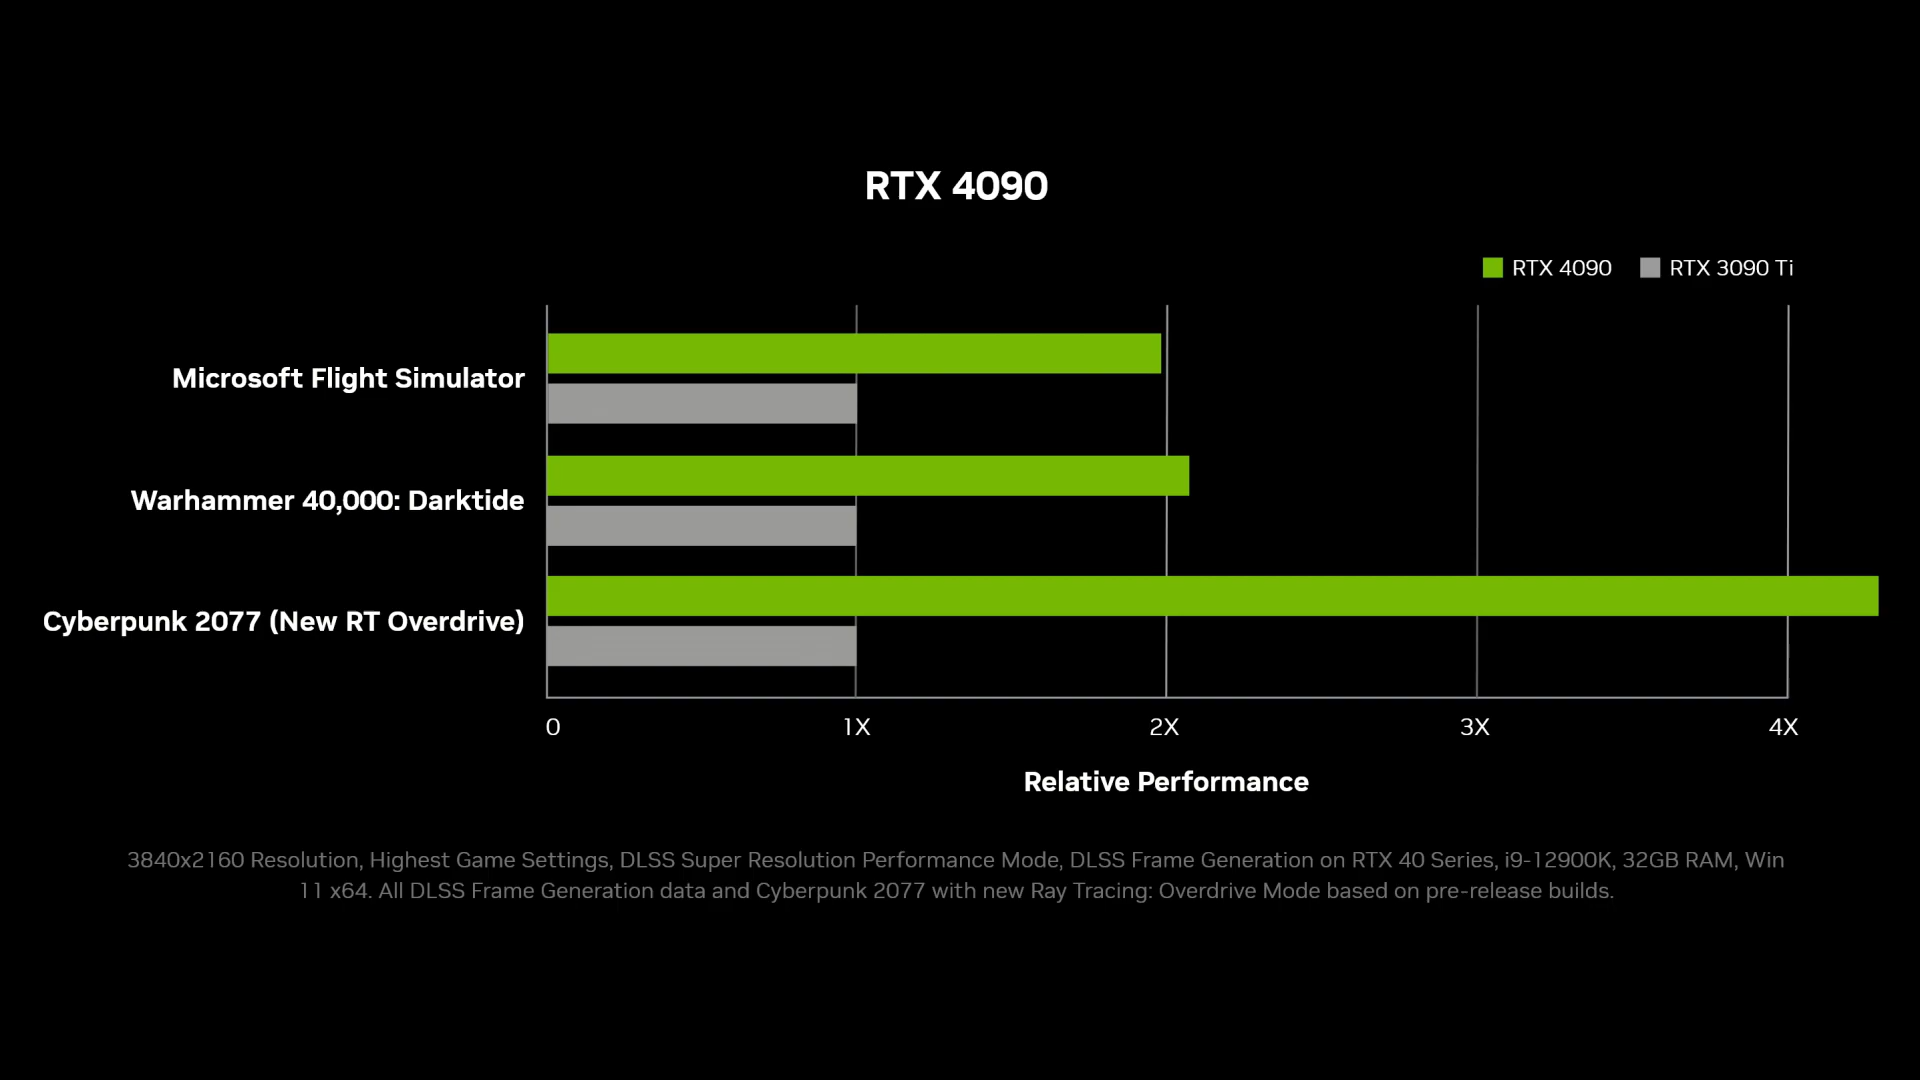 RTX 4090
RTX 4090 RTX 3090 Ti
Microsoft Flight Simulator
Warhammer 40,000: Darktide
Cyberpunk 2077 (New RT Overdrive)
0 1X 2X 3X 4X
Relative Performance
3840x2160 Resolution, Highest Game Settings, DLSS Super Resolution Performance Mode, DLSS Frame Generation on RTX 40 Series, i9-12900K, 32GB RAM, Win
11 x64. All DLSS Frame Generation data and Cyberpunk 2077 with new Ray Tracing: Overdrive Mode based on pre-release builds.